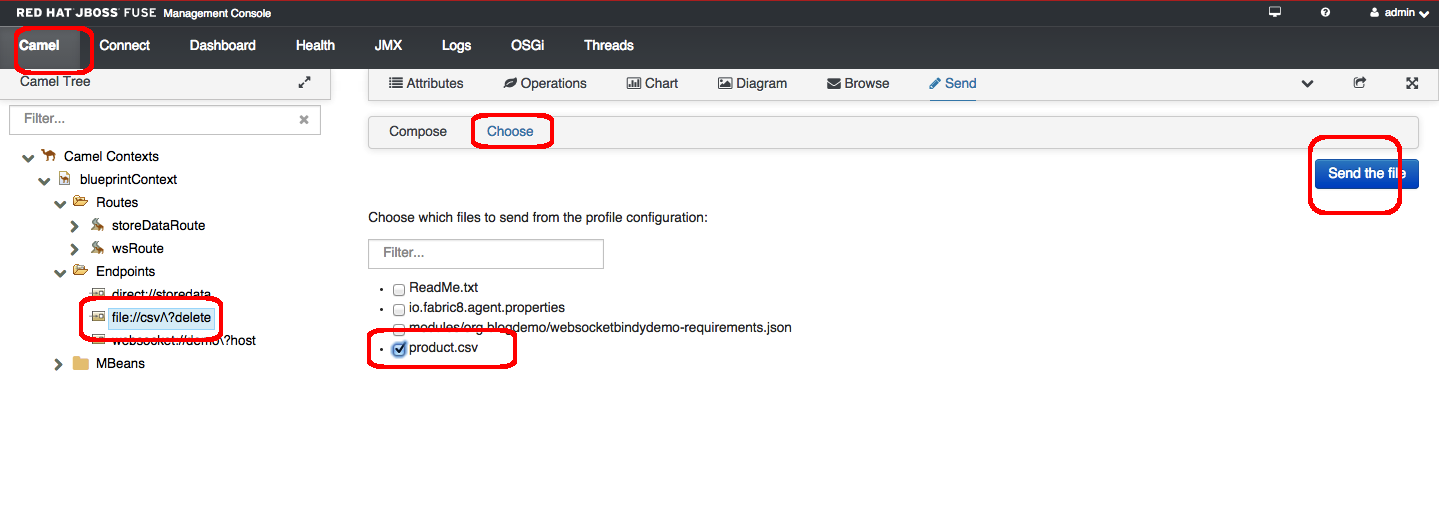 RED HAT JBOSS FUSE Management Console
admin
Camel Connect Dashboard Health JMX Logs OSGi Threads
Camel Tree
Attributes Operations Chart Diagram Browse Send
Filter...
Compose Choose
Camel Contexts
blueprintContext
Routes
storeDataRoute
wsRoute
Endpoints
direct://storedata
file://csv/\?delete
websocket://demo\?host
MBeans
Send the file
Choose which files to send from the profile configuration:
Filter...
ReadMe.txt
io.fabric8.agent.properties
modules/org.blogdemo/websocketbindydemo-requirements.json
product.csv